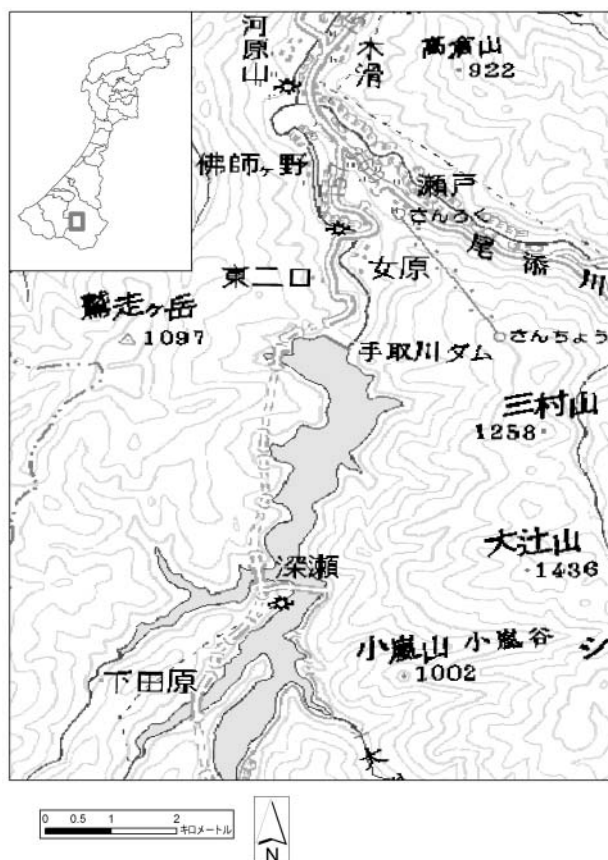 河原山
木滑
高倉山
922
佛師ヶ野
瀬戸
さんろく
尾添川
女原
東二口
鷲走ヶ岳
1097
さんちょう
手取川ダム
三村山
1258
大辻山
1436
深瀬
小嵐山 小嵐谷
シ
1002
下田原
0 0.5 1 2
キロメートル
N